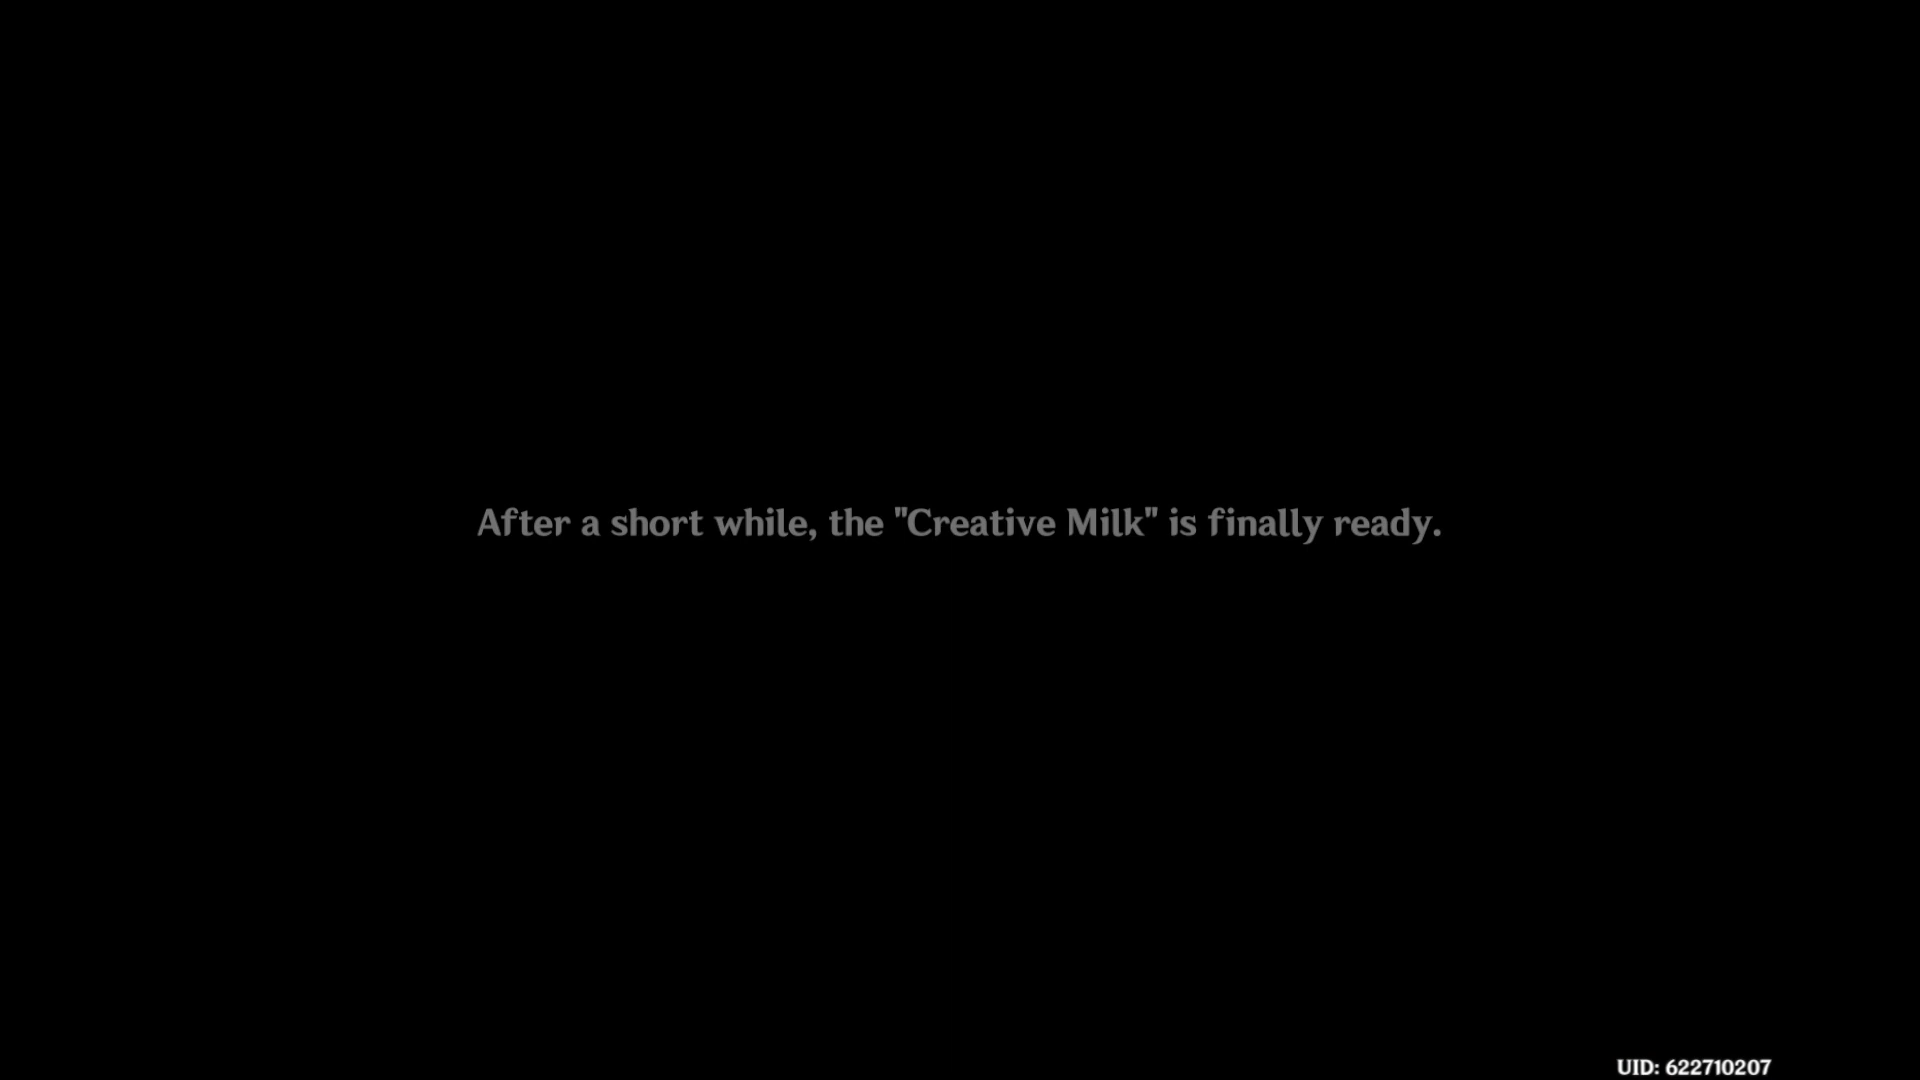 After a short while, the "Creative Milk" is finally ready.
UID: 622710207